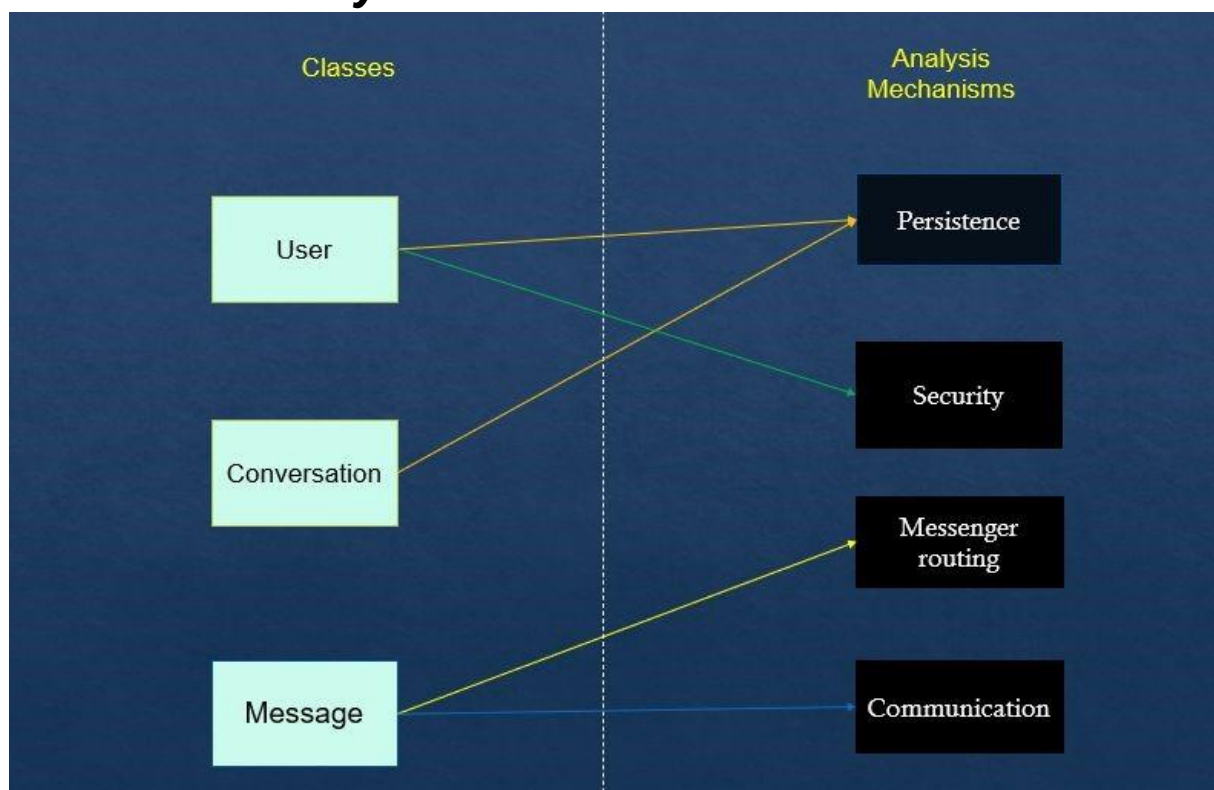 Classes
Analysis
Mechanisms
User
Persistence
Security
Conversation
Messenger
routing
Message
Communication